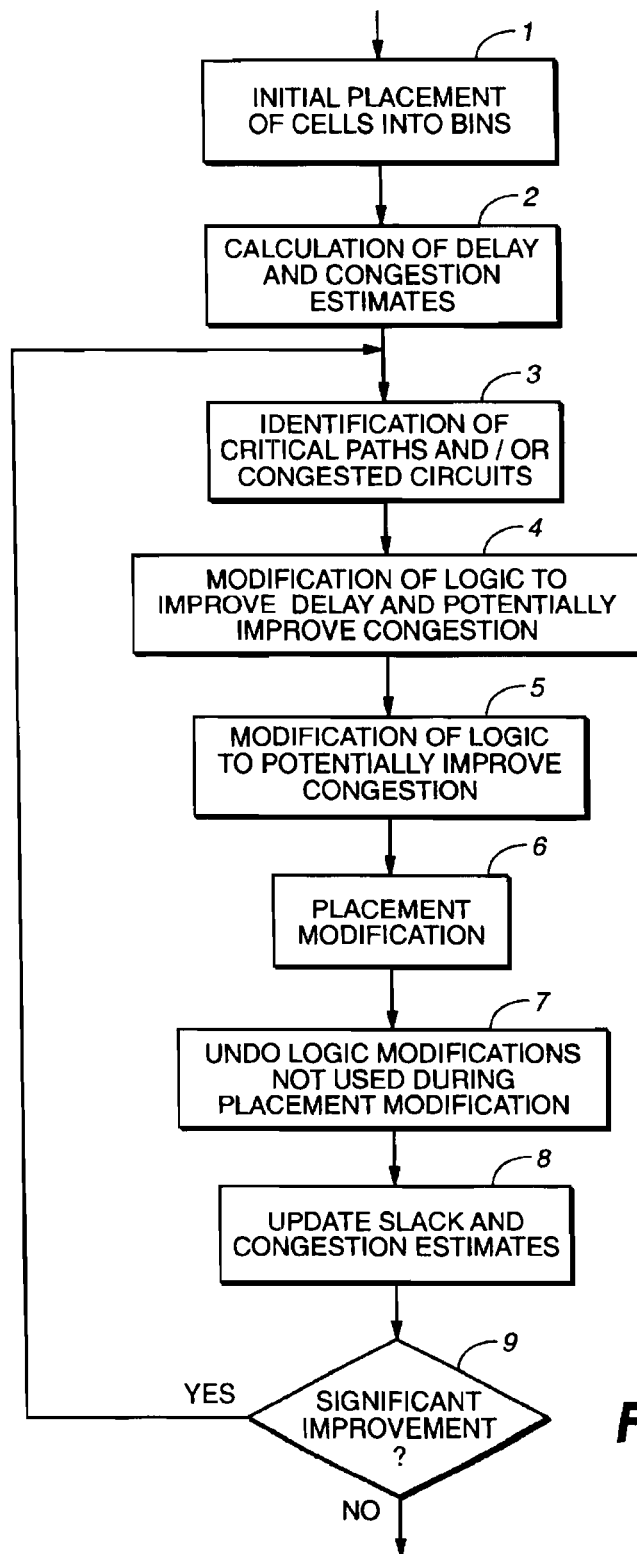 1
INITIAL PLACEMENT
OF CELLS INTO BINS
2
CALCULATION OF DELAY
AND CONGESTION
ESTIMATES
3
IDENTIFICATION OF
CRITICAL PATHS AND / OR
CONGESTED CIRCUITS
4
MODIFICATION OF LOGIC TO
IMPROVE DELAY AND POTENTIALLY
IMPROVE CONGESTION
5
MODIFICATION OF LOGIC
TO POTENTIALLY IMPROVE
CONGESTION
6
PLACEMENT
MODIFICATION
7
UNDO LOGIC MODIFICATIONS
NOT USED DURING
PLACEMENT MODIFICATION
8
UPDATE SLACK AND
CONGESTION ESTIMATES
9
YES
SIGNIFICANT
IMPROVEMENT
?
F
NO